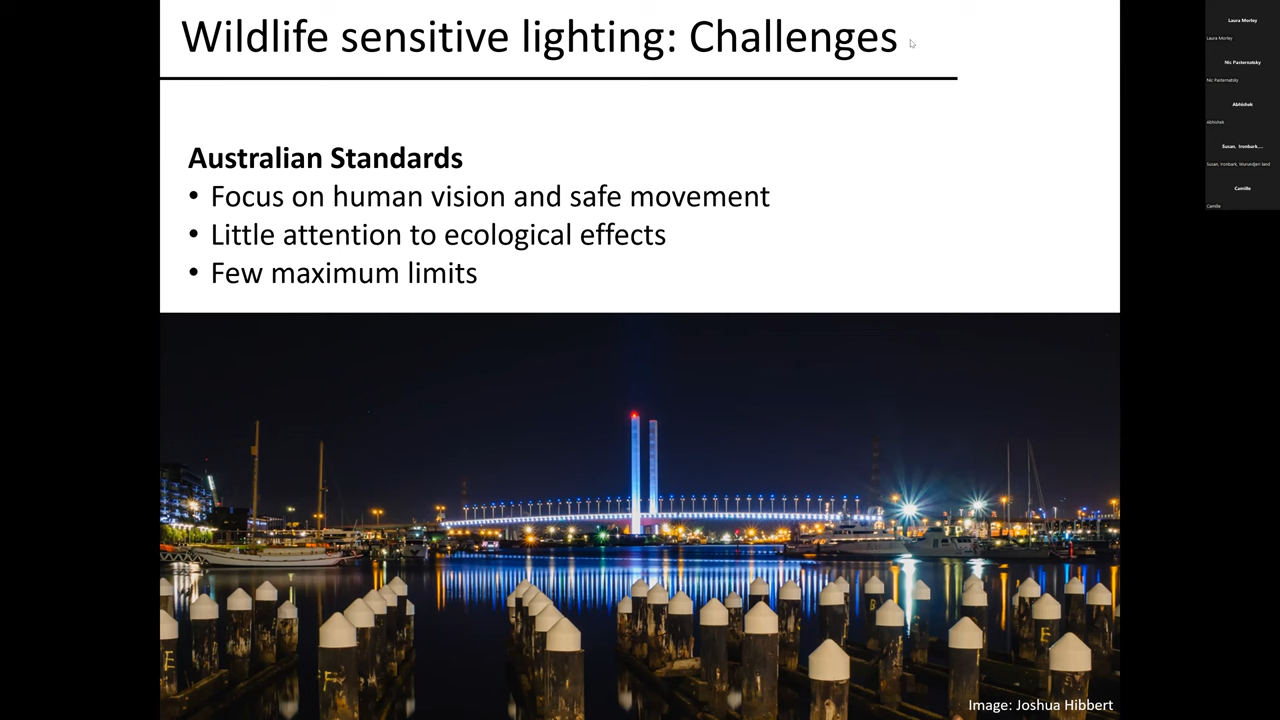 Wildlife sensitive lighting: Challenges
Australian Standards
• Focus on human vision and safe movement
• Little attention to ecological effects
• Few maximum limits
Image: Joshua Hibbert
Laura Morley
Laura Morley
Nic Pasternatsky
Nic Pasternatsky
Abhishek
Abhishek
Susan, Ironbark,...
Susan, Ironbark, Wurundjeri land
Camille
Camille